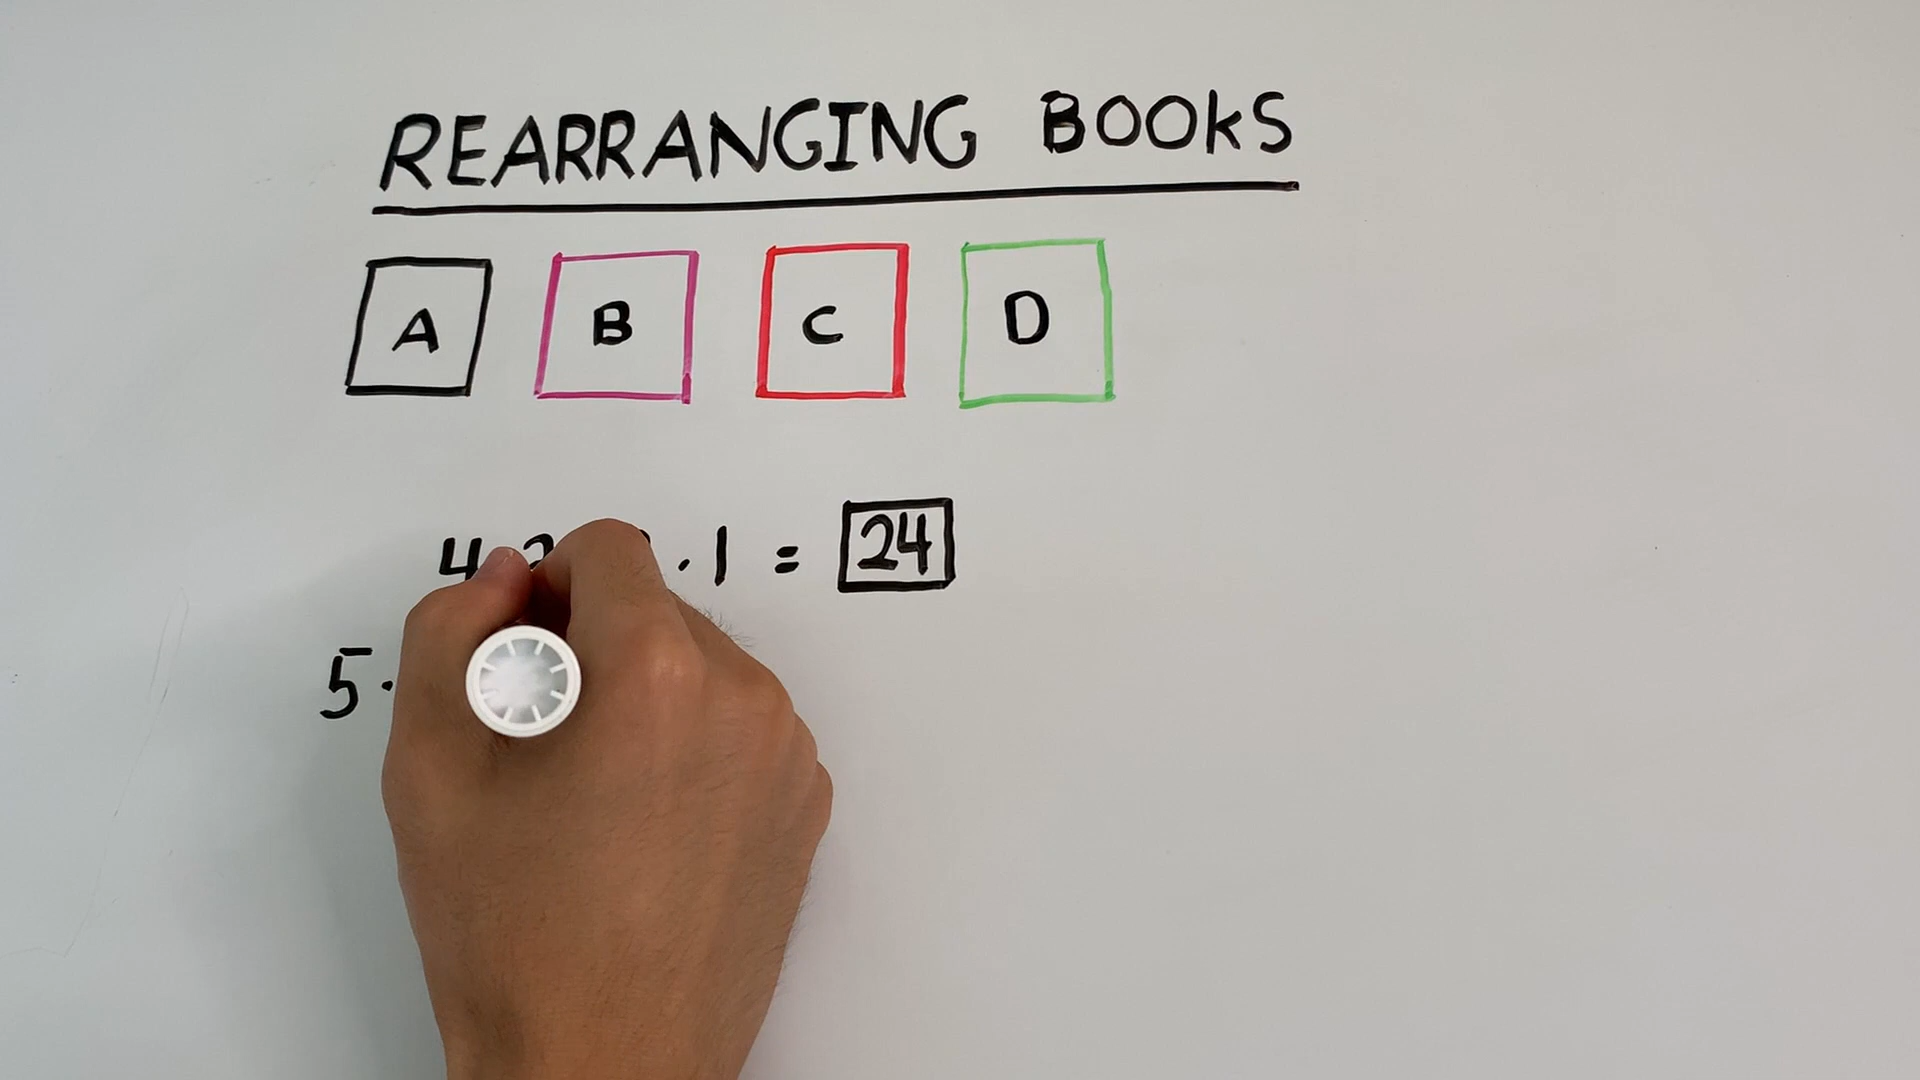 REARRANGING BOOKS
A B C D
4 · 1 = 24
5 ·